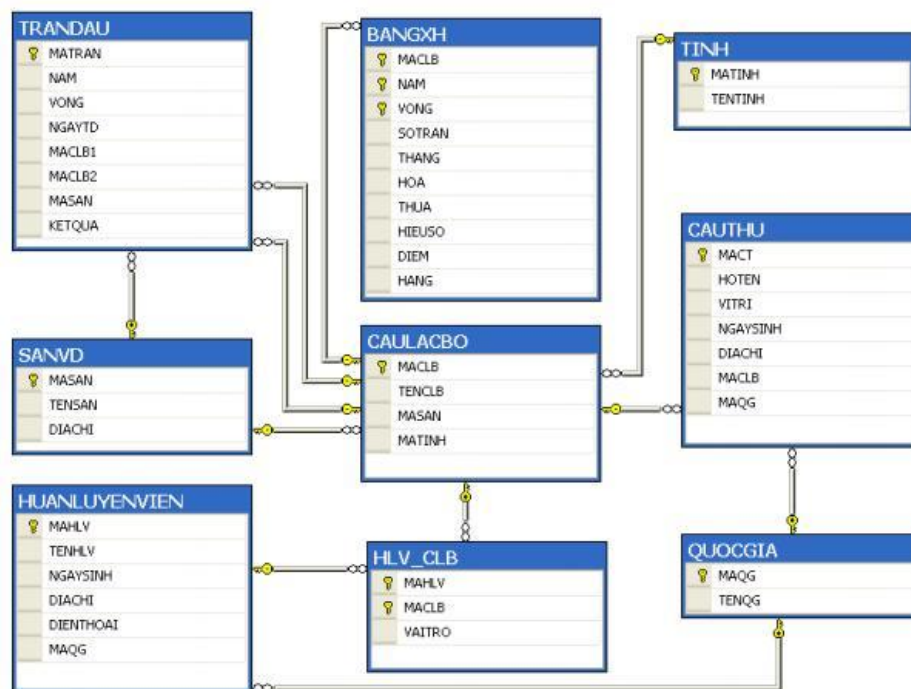 TRANDAU
MATRAN
NAM
VONG
NGAYTD
MACLB1
MACLB2
MASAN
KETQUA
BANGXH
MACLB
NAM
VONG
SOTRAN
THANG
HOA
THUA
HIEUSO
DIEM
HANG
TINH
MATINH
TENTINH
CAUTHU
MACT
HOTEN
VITRI
NGAYSINH
DIACHI
MACLB
MAQG
SANVD
MASAN
TENSAN
DIACHI
CAULACBO
MACLB
TENCLB
MASAN
MATINH
HUANLUYENVIEN
MAHLV
TENHLV
NGAYSINH
DIACHI
DIENTHOAI
MAQG
HLV_CLB
MAHLV
MACLB
VAITRO
QUOCGIA
MAQG
TENQG